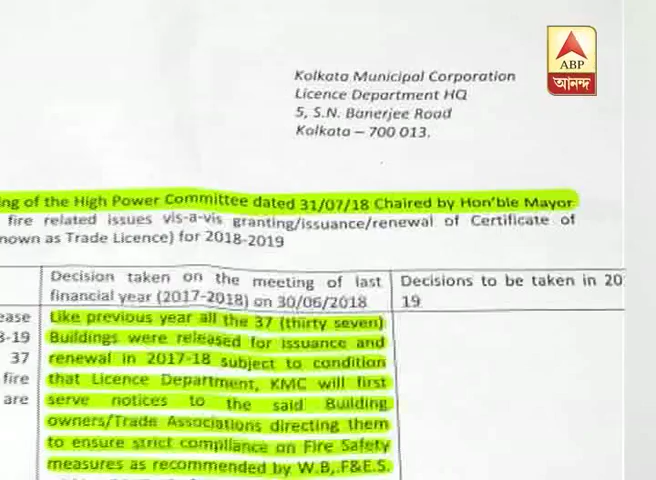 ABP
আনন্দ
Kolkata Municipal Corporation
Licence Department HQ
5, S.N. Banerjee Road
Kolkata – 700 013.
ing of the High Power Committee dated 31/07/18 Chaired by Hon'ble Mayor
fire related issues vis-a-vis granting/issuance/renewal of Certificate of
nown as Trade Licence) for 2018-2019
Decision taken on the meeting of last
financial year (2017-2018) on 30/06/2018
Decisions to be taken in 20
19
ease
8-19
37
fire
are
Like previous year all the 37 (thirty seven)
Buildings were released for issuance and
renewal in 2017-18 subject to condition
that Licence Department, KMC will first
serve notices to the said Building
owners/Trade Associations directing them
to ensure strict compliance on Fire Safety
measures as recommended by W.B,.F&E.S.